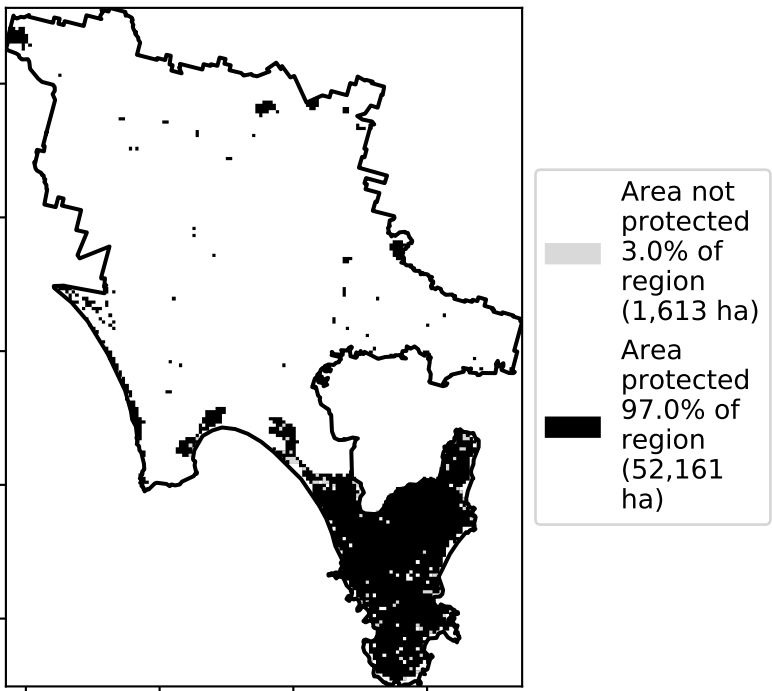 Area not
protected
3.0% of
region
(1,613 ha)
Area
protected
97.0% of
region
(52,161
ha)